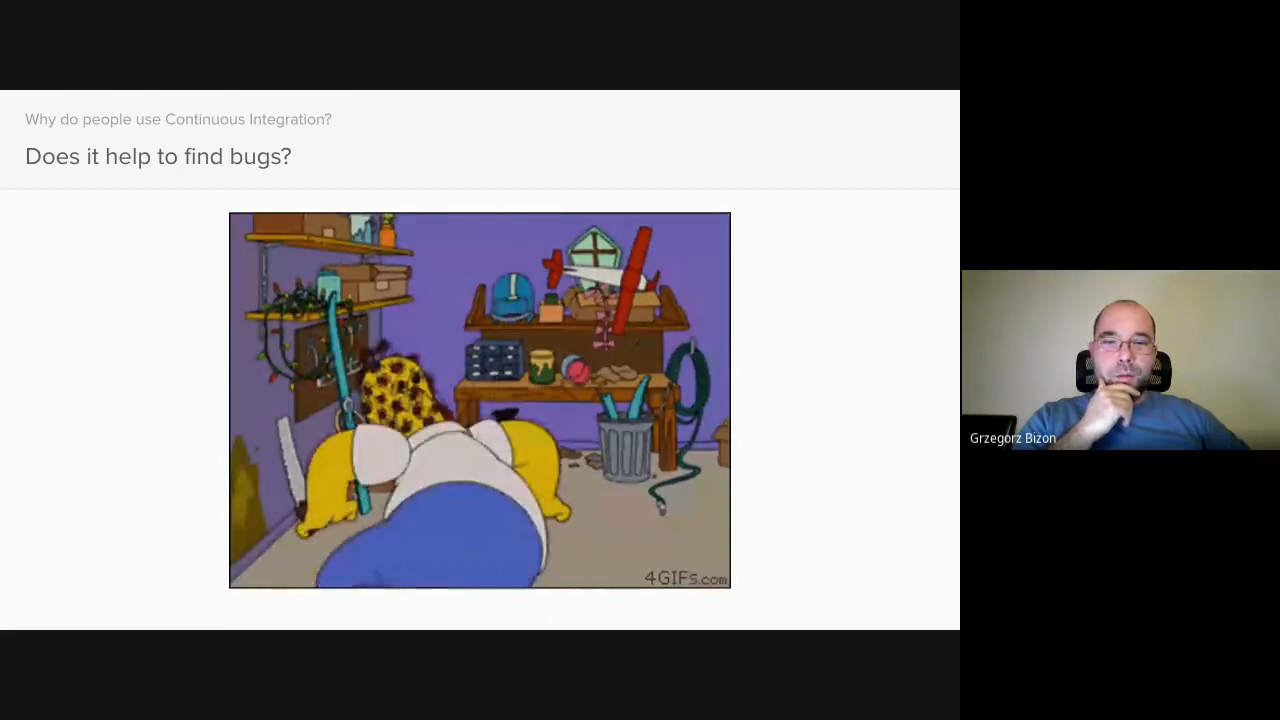 Why do people use Continuous Integration?
Does it help to find bugs?
4GIFs.com
Grzegorz Bizon